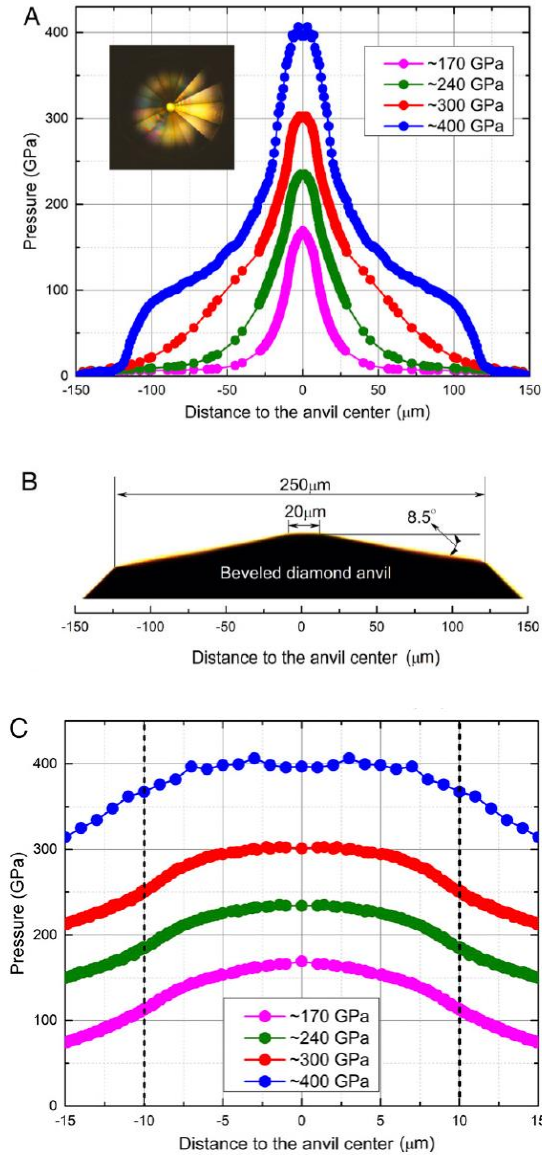 A
400
300
200
100
0
Pressure (GPa)
~170 GPa
~240 GPa
~300 GPa
~400 GPa
-150 -100 -50 0 50 100 150
Distance to the anvil center (μm)
B
250μm
20μm
8.5°
Beveled diamond anvil
-150 -100 -50 0 50 100 150
Distance to the anvil center (μm)
C
400
300
200
100
0
Pressure (GPa)
~170 GPa
~240 GPa
~300 GPa
~400 GPa
-15 -10 -5 0 5 10 15
Distance to the anvil center (μm)